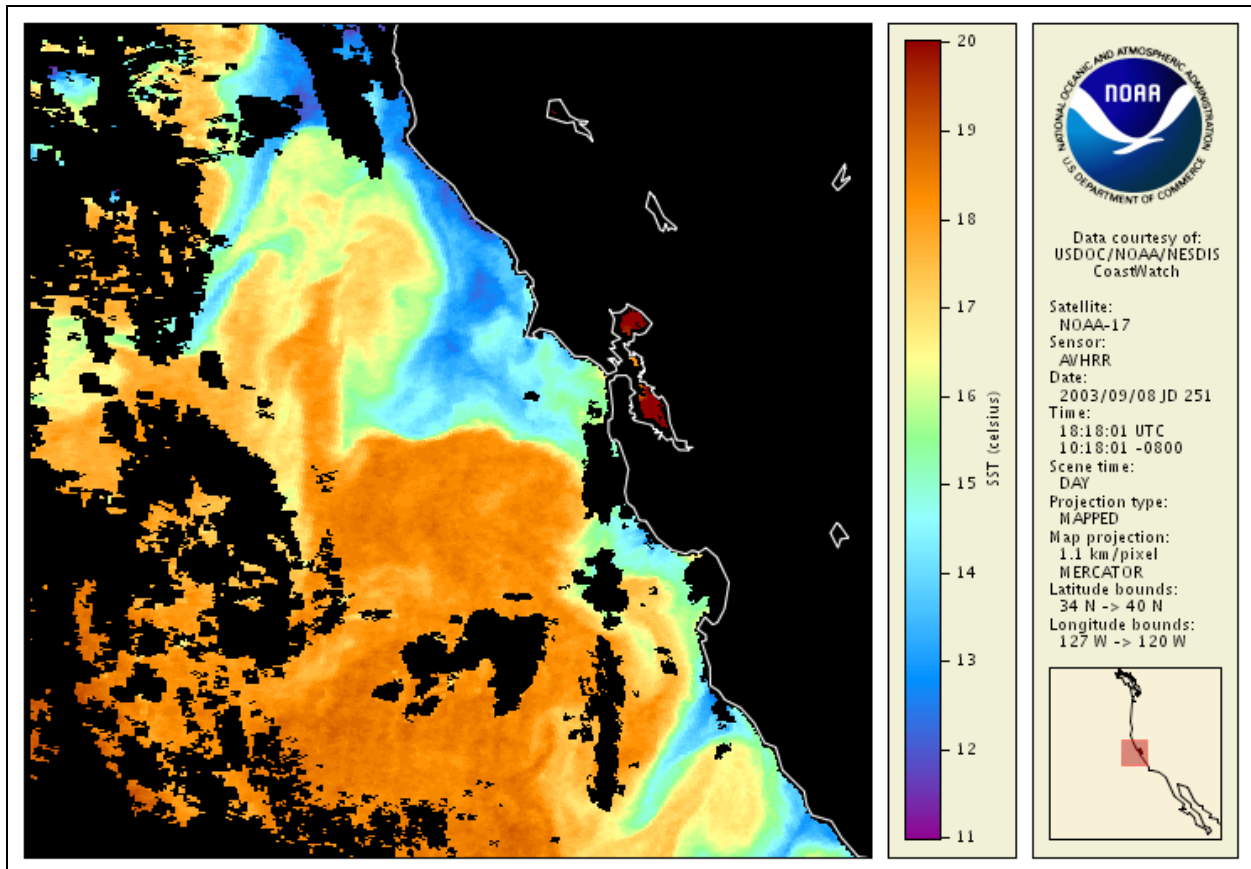 20
19
18
17
16
15
14
13
12
11
SST (celsius)
NATIONAL OCEANIC AND ATMOSPHERIC ADMINISTRATION
NOAA
U.S. DEPARTMENT OF COMMERCE
Data courtesy of:
USDOC/NOAA/NESDIS
CoastWatch
Satellite:
NOAA-17
Sensor:
AVHRR
Date:
2003/09/08 JD 251
Time:
18:18:01 UTC
10:18:01 -0800
Scene time:
DAY
Projection type:
MAPPED
Map projection:
1.1 km/pixel
MERCATOR
Latitude bounds:
34 N -> 40 N
Longitude bounds:
127 W -> 120 W